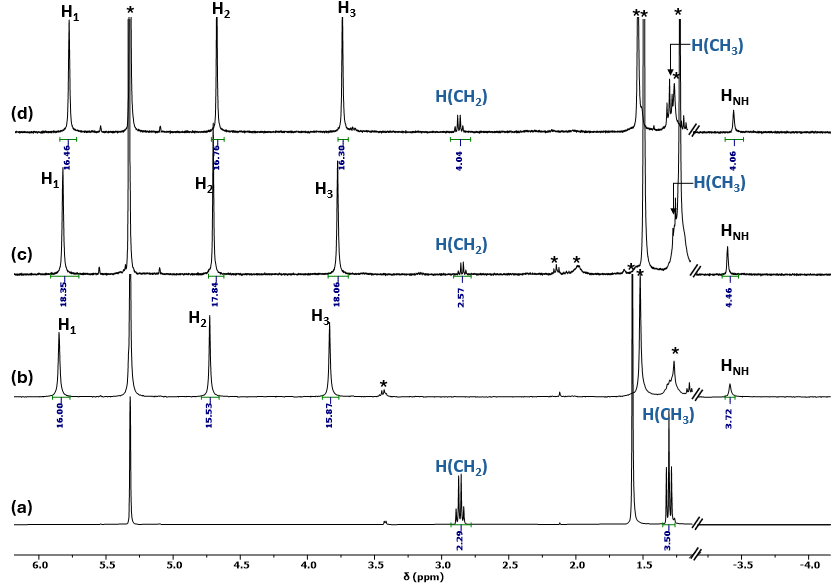 H1 * H2 H3 ** *
H(CH3)
*
H(CH2) HNH
(d)
16.46 16.76 16.30 4.04 4.06
H1 H2 H3 H(CH3)
H(CH2) HNH
(c) * * *
18.35 17.84 18.06 2.57 4.46
H1 H2 H3 *
* HNH
(b) *
16.00 15.53 15.87 3.72
H(CH3)
H(CH2)
(a)
2.29 3.50
6.0 5.5 5.0 4.5 4.0 3.5 3.0 2.5 2.0 1.5 -3.5 -4.0
δ (ppm)